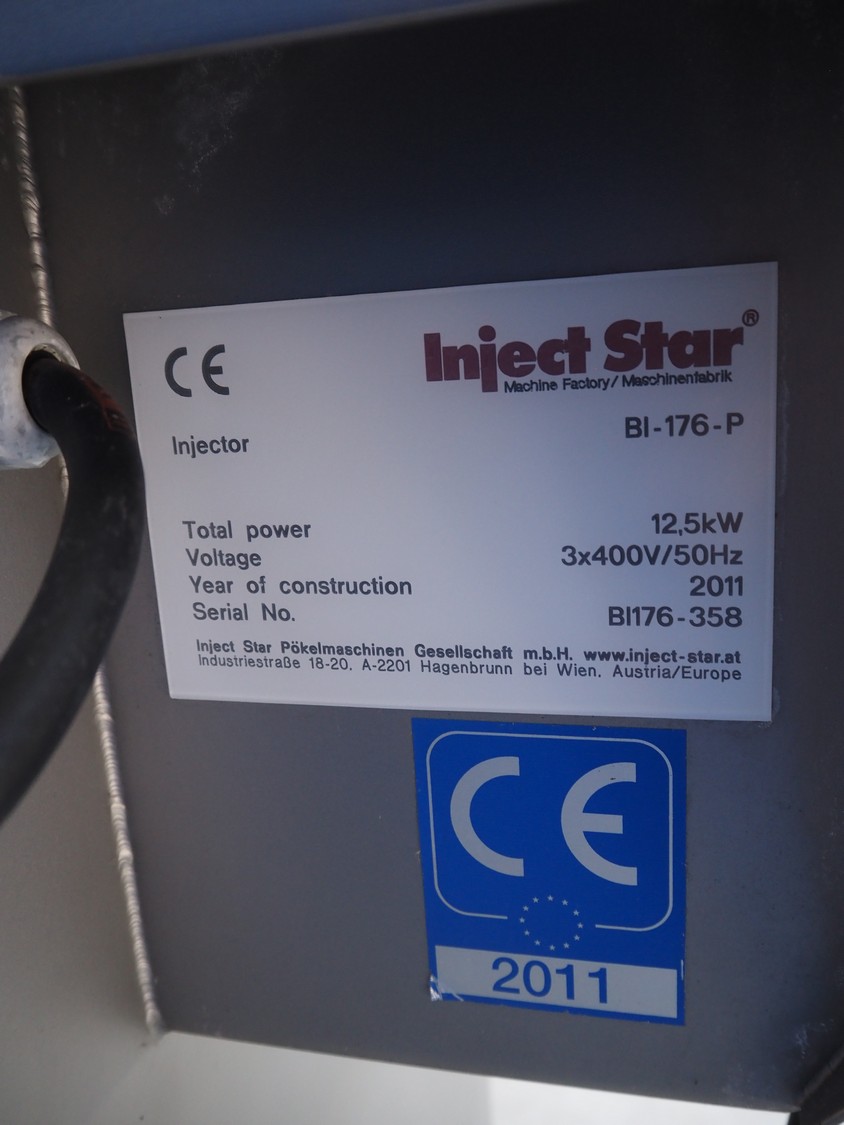 CE
Inject Star®
Machine Factory/Maschinenfabrik
Injector BI-176-P
Total power 12,5kW
Voltage 3x400V/50Hz
Year of construction 2011
Serial No. BI176-358
Inject Star Pökelmaschinen Gesellschaft m.b.H. www.inject-star.at
Industriestraße 18-20. A-2201 Hagenbrunn bei Wien. Austria/Europe
CE
2011